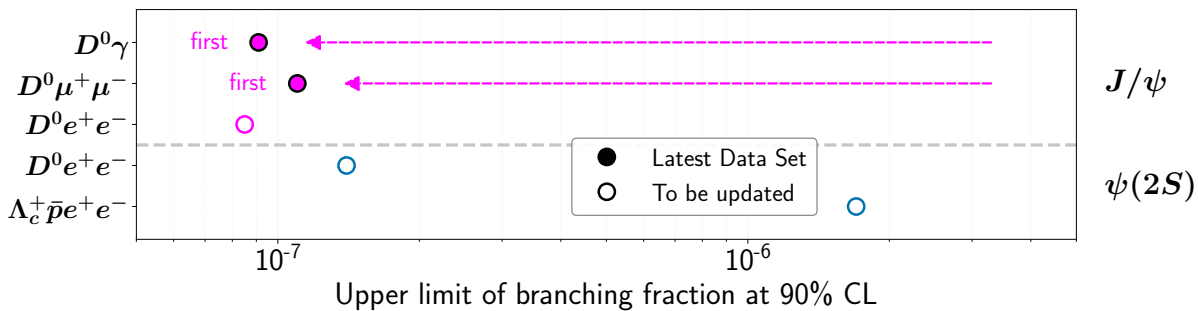 D⁰γ
first
D⁰μ⁺μ⁻
first
J/ψ
D⁰e⁺e⁻
D⁰e⁺e⁻
Latest Data Set
To be updated
ψ(2S)
Λ_c⁺p̄e⁺e⁻
10⁻⁷
10⁻⁶
Upper limit of branching fraction at 90% CL